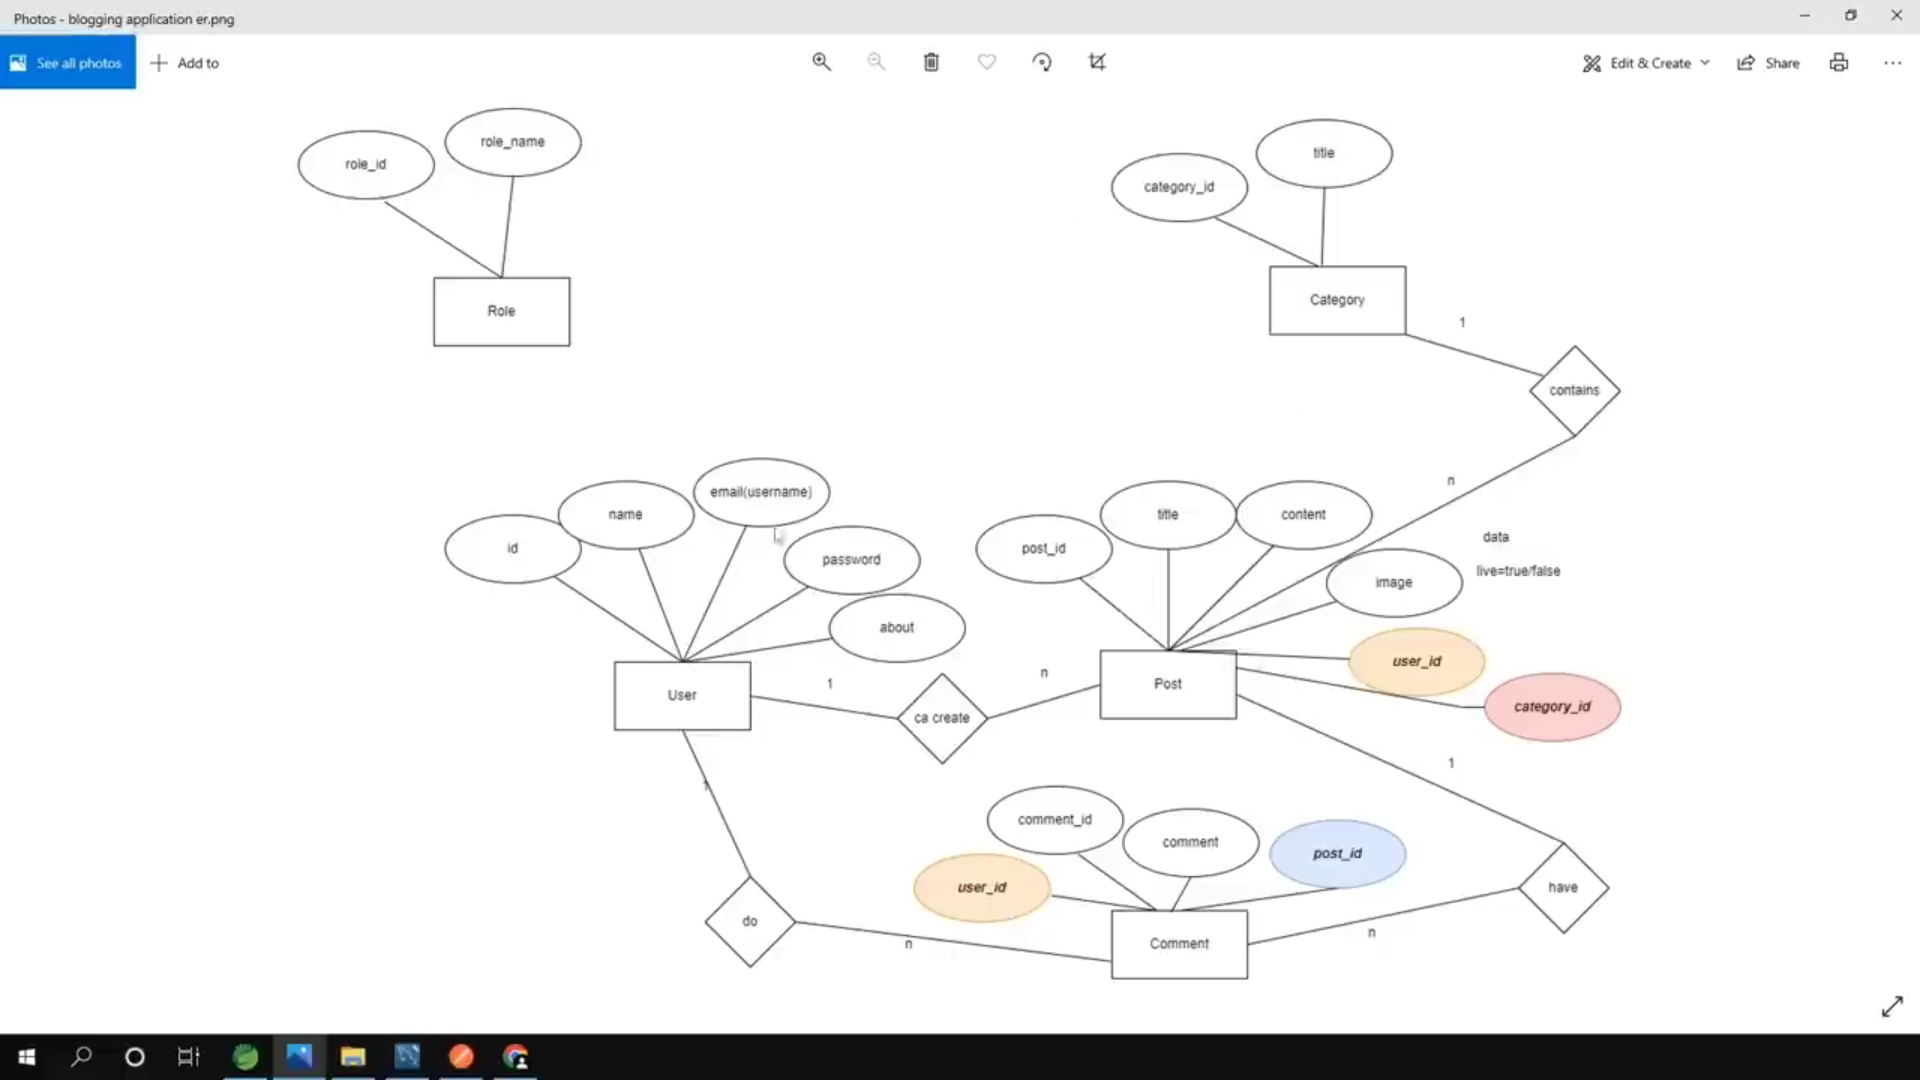 Photos - blogging application er.png
See all photos
Add to
Edit & Create
Share
role_id
role_name
Role
category_id
title
Category
1
contains
n
id
name
email(username)
password
about
User
1
ca create
n
post_id
title
content
image
data
live=true/false
user_id
category_id
Post
1
1
do
n
user_id
comment_id
comment
post_id
Comment
n
have